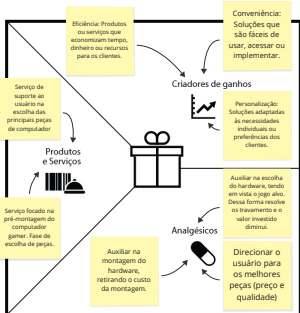 Eficiência: Produtos
ou serviços que
economizam tempo,
dinheiro ou recursos
para os clientes.
Conveniência:
Soluções que
são fáceis de
usar, acessar ou
implementar.
Criadores de ganhos
Serviço de
suporte ao
usuário na
escolha das
principais peças
de computador
Personalização:
Soluções adaptadas
às necessidades
individuais ou
preferências dos
clientes.
Produtos
e Serviços
Serviço focado na
pré-montagem do
computador
gamer. Fase de
escolha de peças.
Auxiliar na escolha
do hardware, tendo
em vista o jogo alvo.
Dessa forma resolve
os travamento e o
valor investido
diminui.
Analgésicos
Auxiliar na
montagem do
hardware,
retirando o custo
da montagem.
Direcionar o
usuário para
os melhores
peças (preço e
qualidade)